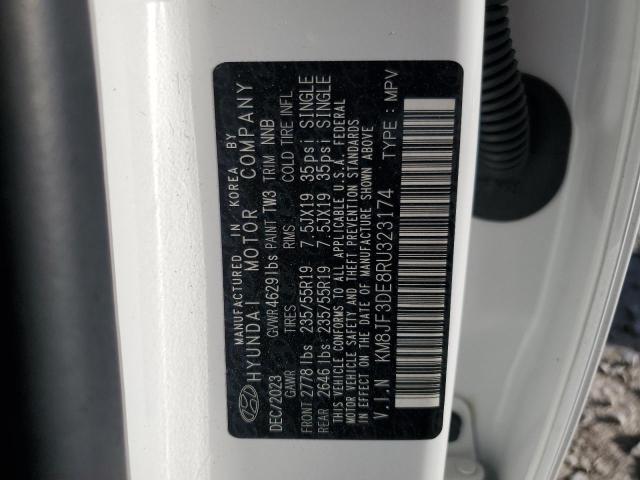 MANUFACTURED IN KOREA BY
HYUNDAI MOTOR COMPANY
DEC/2023 GVWR 4629 lbs PAINT TW3 TRIM NNB
GAWR TIRES RIMS COLD TIRE INFL.
FRONT 2778 lbs 235/55R19 7.5JX19 35psi SINGLE
REAR 2646 lbs 235/55R19 7.5JX19 35psi SINGLE
THIS VEHICLE CONFORMS TO ALL APPLICABLE U.S.A. FEDERAL
MOTOR VEHICLE SAFETY AND THEFT PREVENTION STANDARDS
IN EFFECT ON THE DATE OF MANUFACTURE SHOWN ABOVE.
V.I.N KM8JF3DE8RU323174 TYPE : MPV